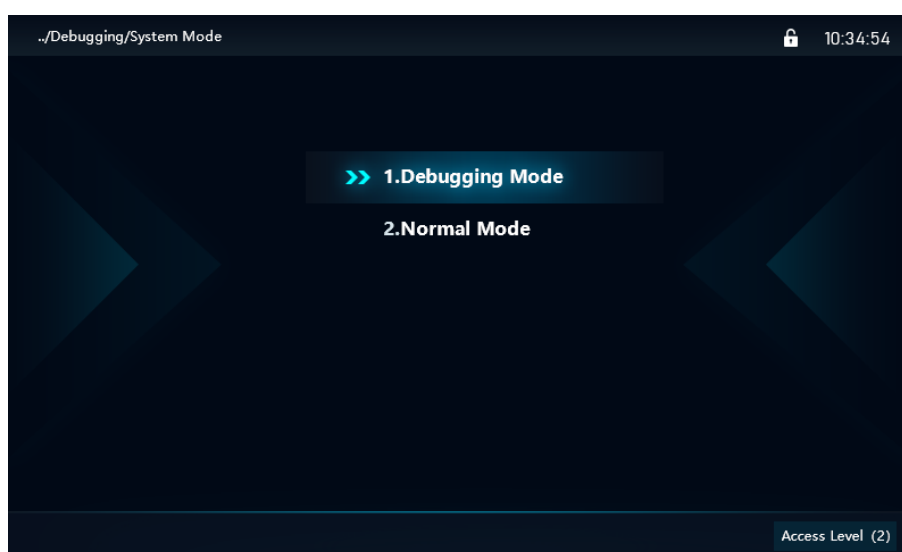 ../Debugging/System Mode
10:34:54
1.Debugging Mode
2.Normal Mode
Access Level (2)